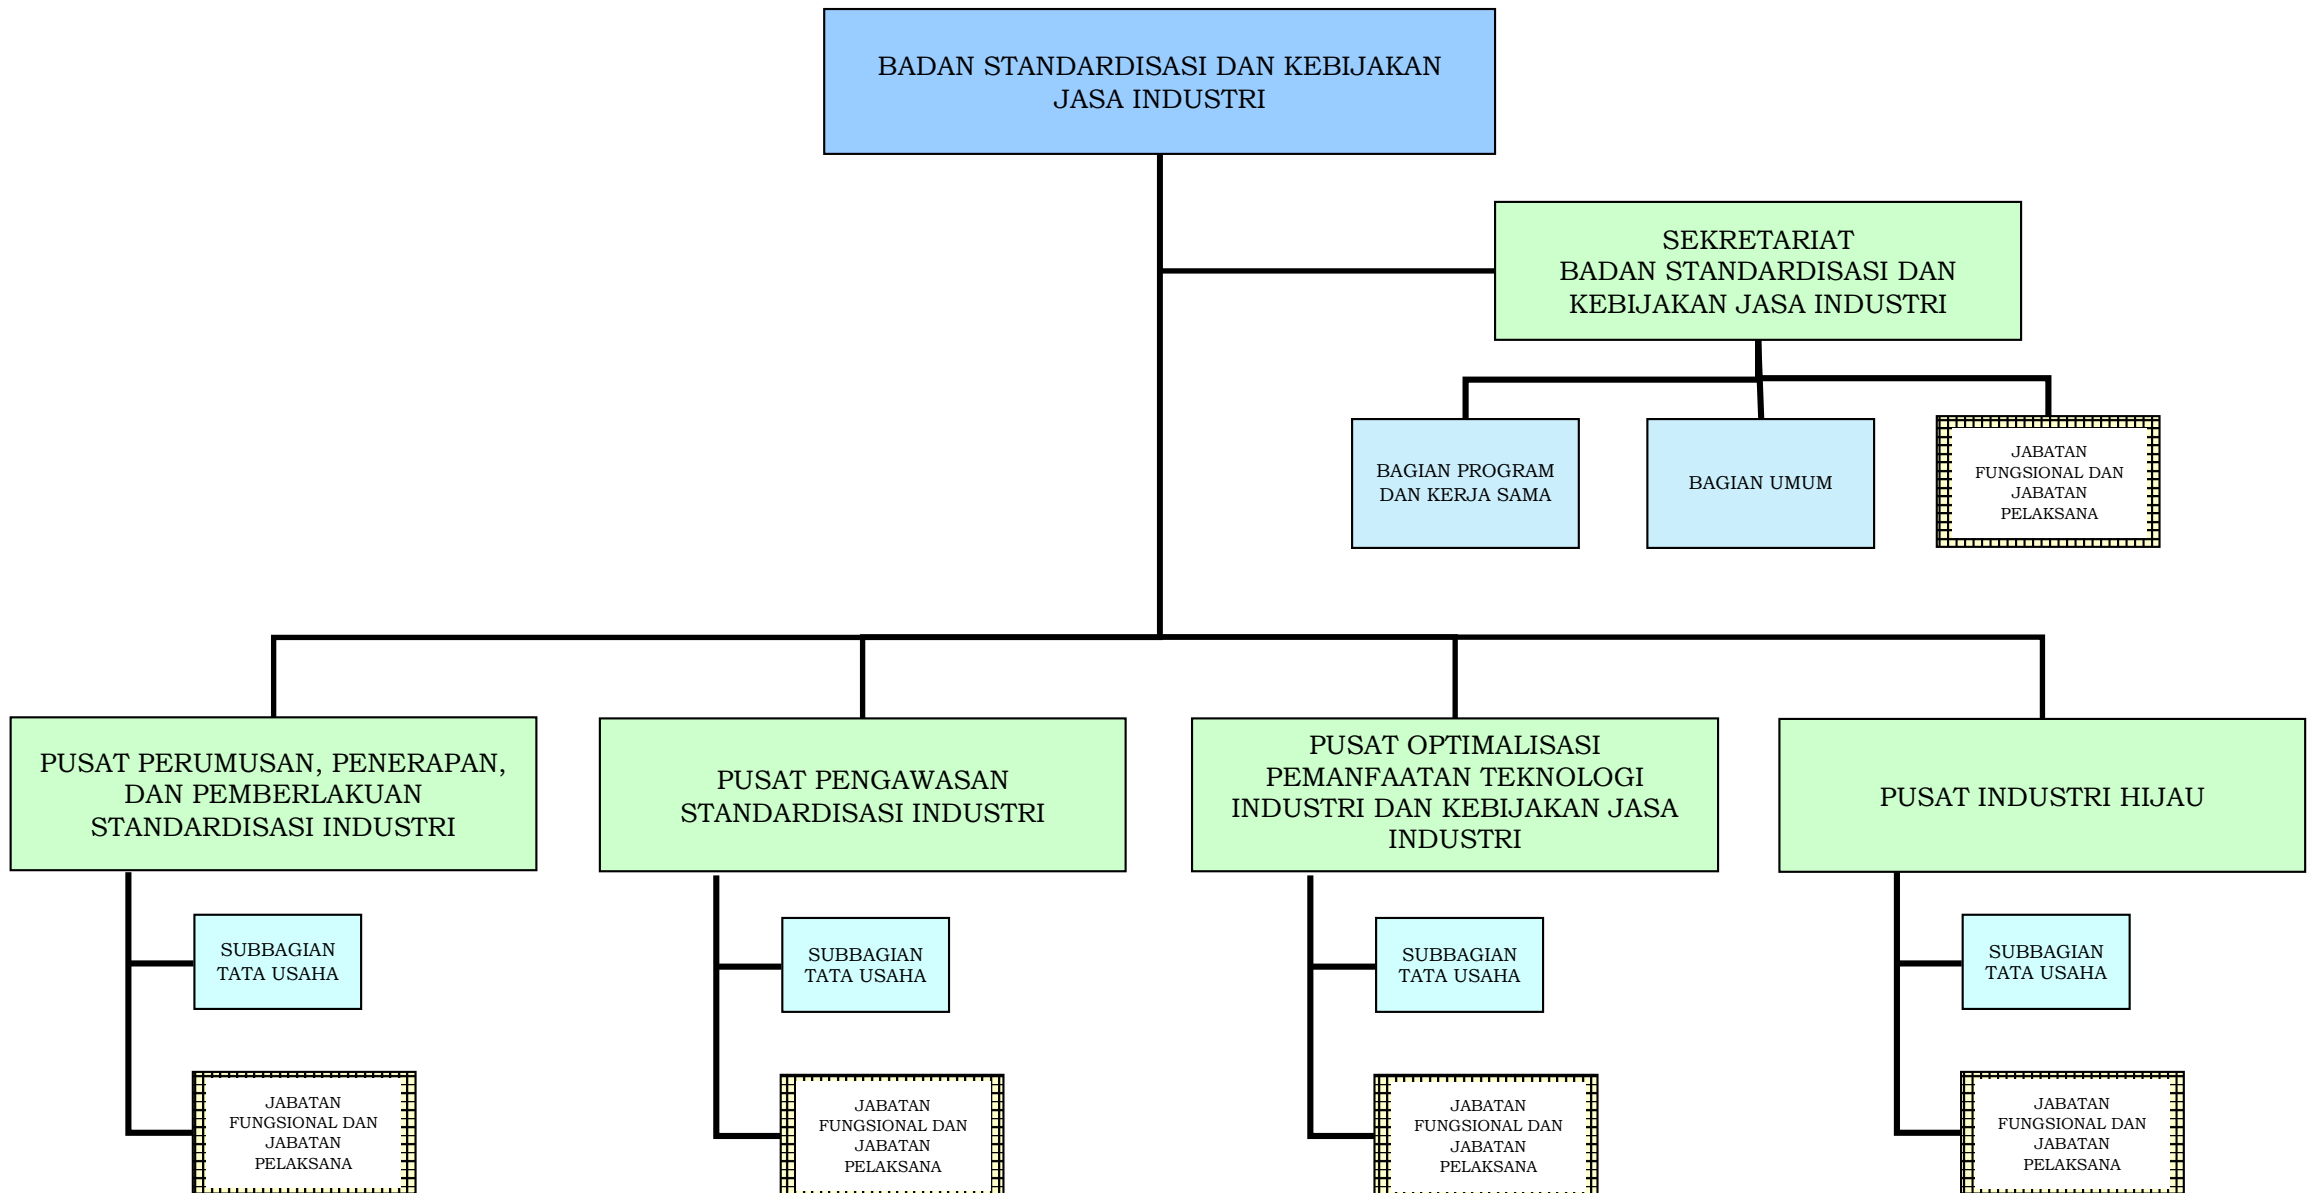 BADAN STANDARDISASI DAN KEBIJAKAN
JASA INDUSTRI
SEKRETARIAT
BADAN STANDARDISASI DAN
KEBIJAKAN JASA INDUSTRI
BAGIAN PROGRAM
DAN KERJA SAMA
BAGIAN UMUM
JABATAN
FUNGSIONAL DAN
JABATAN
PELAKSANA
PUSAT PERUMUSAN, PENERAPAN,
DAN PEMBERLAKUAN
STANDARDISASI INDUSTRI
PUSAT PENGAWASAN
STANDARDISASI INDUSTRI
PUSAT OPTIMALISASI
PEMANFAATAN TEKNOLOGI
INDUSTRI DAN KEBIJAKAN JASA
INDUSTRI
PUSAT INDUSTRI HIJAU
SUBBAGIAN
TATA USAHA
SUBBAGIAN
TATA USAHA
SUBBAGIAN
TATA USAHA
SUBBAGIAN
TATA USAHA
JABATAN
FUNGSIONAL DAN
JABATAN
PELAKSANA
JABATAN
FUNGSIONAL DAN
JABATAN
PELAKSANA
JABATAN
FUNGSIONAL DAN
JABATAN
PELAKSANA
JABATAN
FUNGSIONAL DAN
JABATAN
PELAKSANA